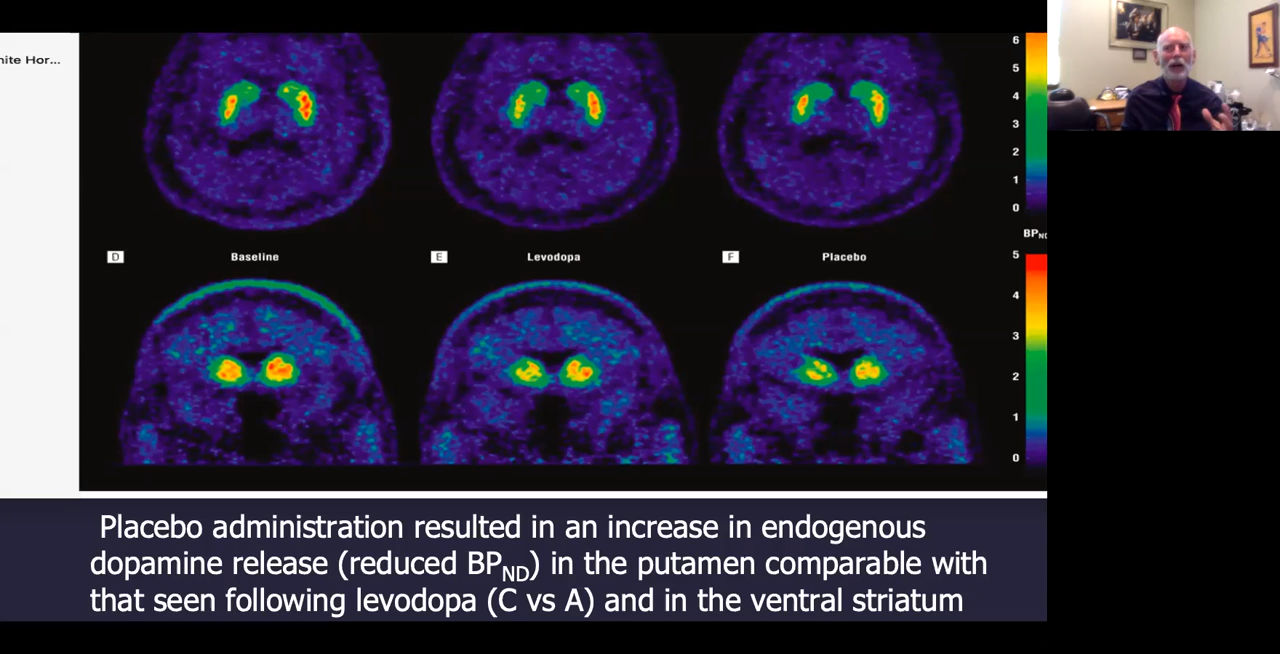 nite Hor...
6
5
4
3
2
1
0
D Baseline E Levodopa F Placebo
BP
5
4
3
2
1
0
Placebo administration resulted in an increase in endogenous
dopamine release (reduced BPND) in the putamen comparable with
that seen following levodopa (C vs A) and in the ventral striatum